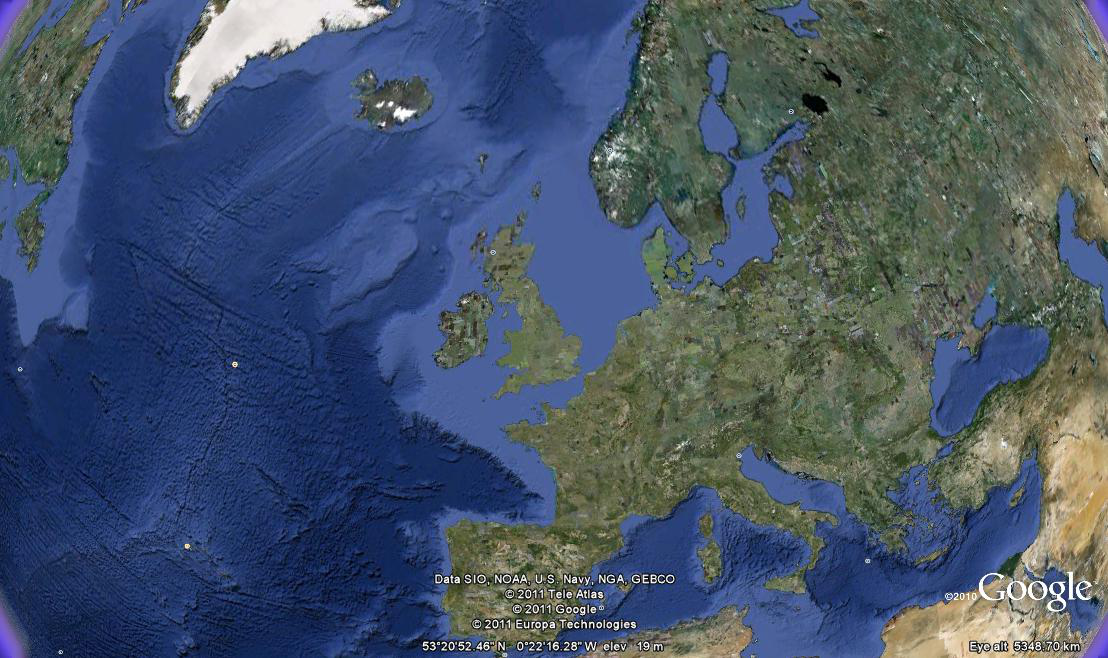 Data SIO, NOAA, U.S. Navy, NGA, GEBCO
© 2011 Tele Atlas
© 2011 Google
© 2011 Europa Technologies
©2010 Google
53°20'52.46" N 0°22'16.28" W elev 19 m
Eye alt 5348.70 km